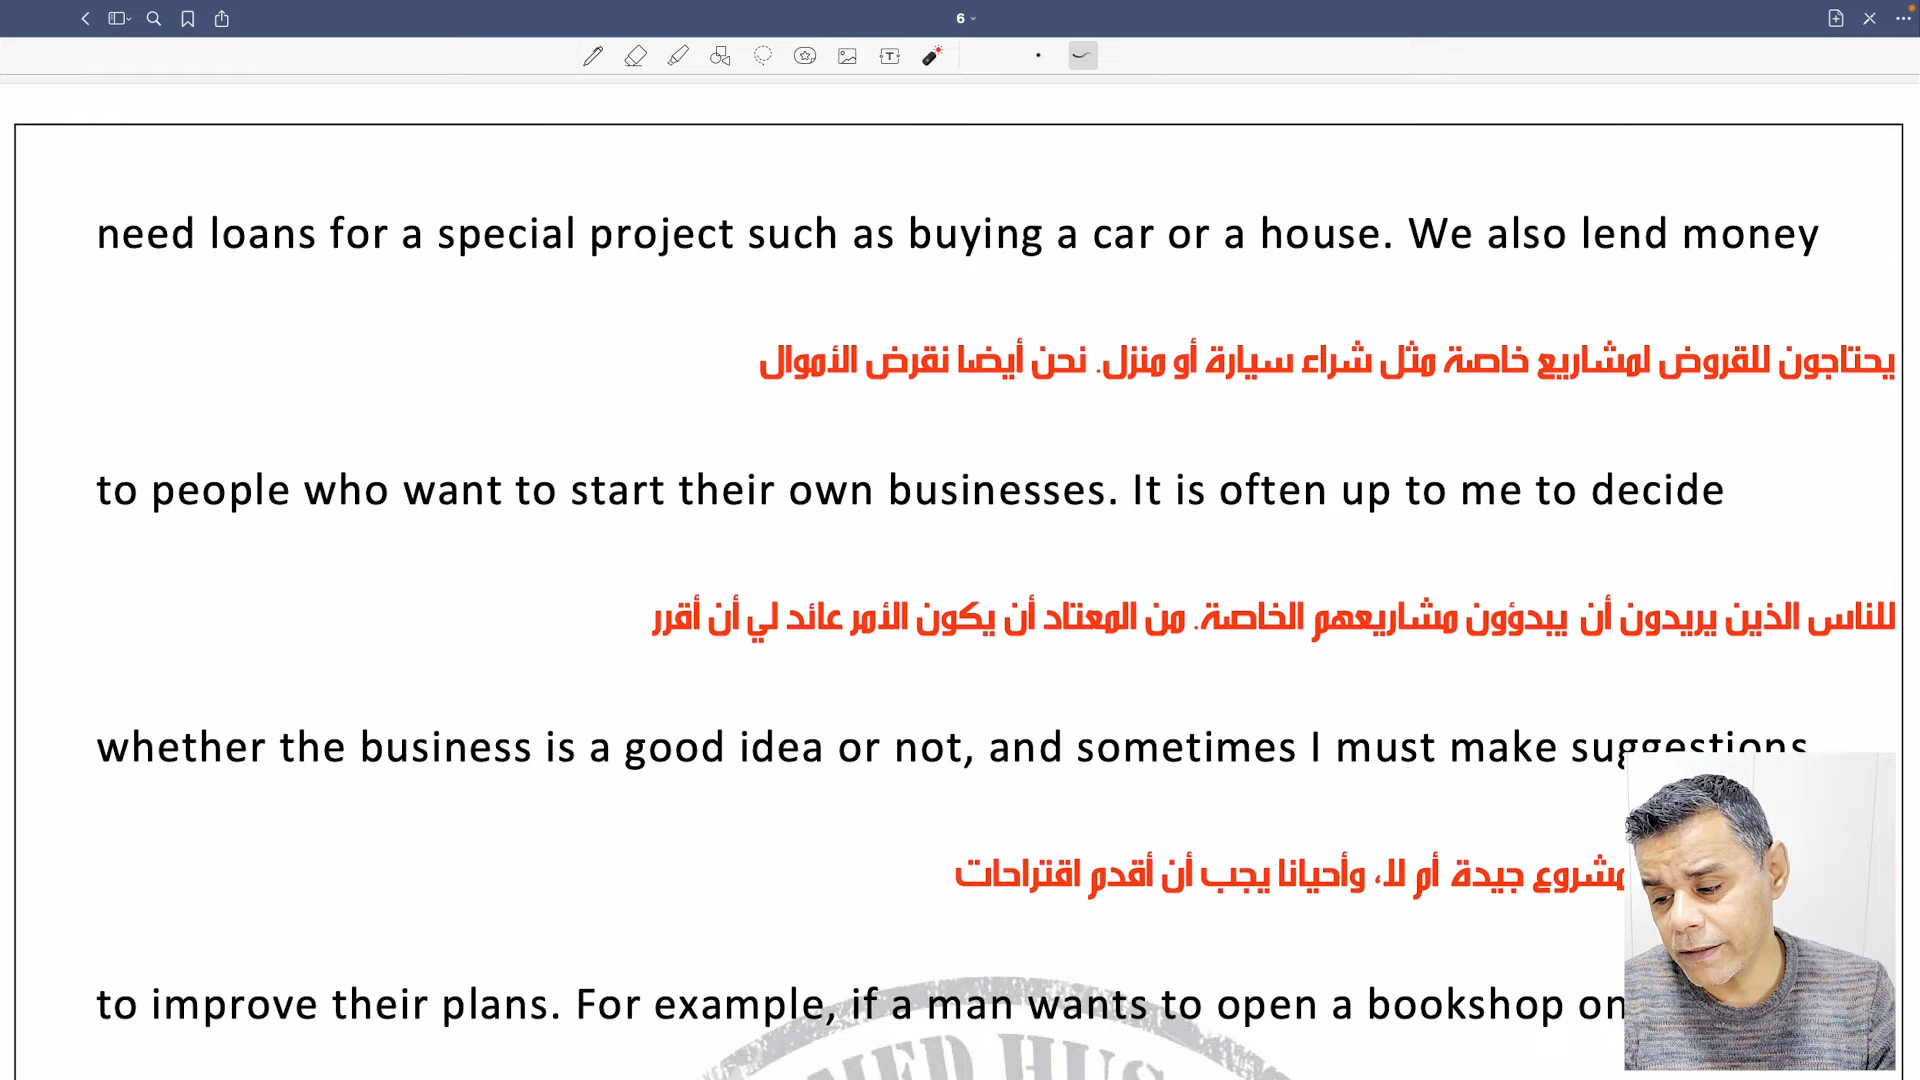 6
need loans for a special project such as buying a car or a house. We also lend money
يحتاجون للقروض لمشاريع خاصة مثل شراء سيارة أو منزل. نحن أيضا نقرض الأموال
to people who want to start their own businesses. It is often up to me to decide
للناس الذين يريدون أن يبدؤون مشاريعهم الخاصة. من المعتاد أن يكون الأمر عائد لي أن أقرر
whether the business is a good idea or not, and sometimes I must make suggestions
مشروع جيدة أم لا، وأحيانا يجب أن أقدم اقتراحات
to improve their plans. For example, if a man wants to open a bookshop on